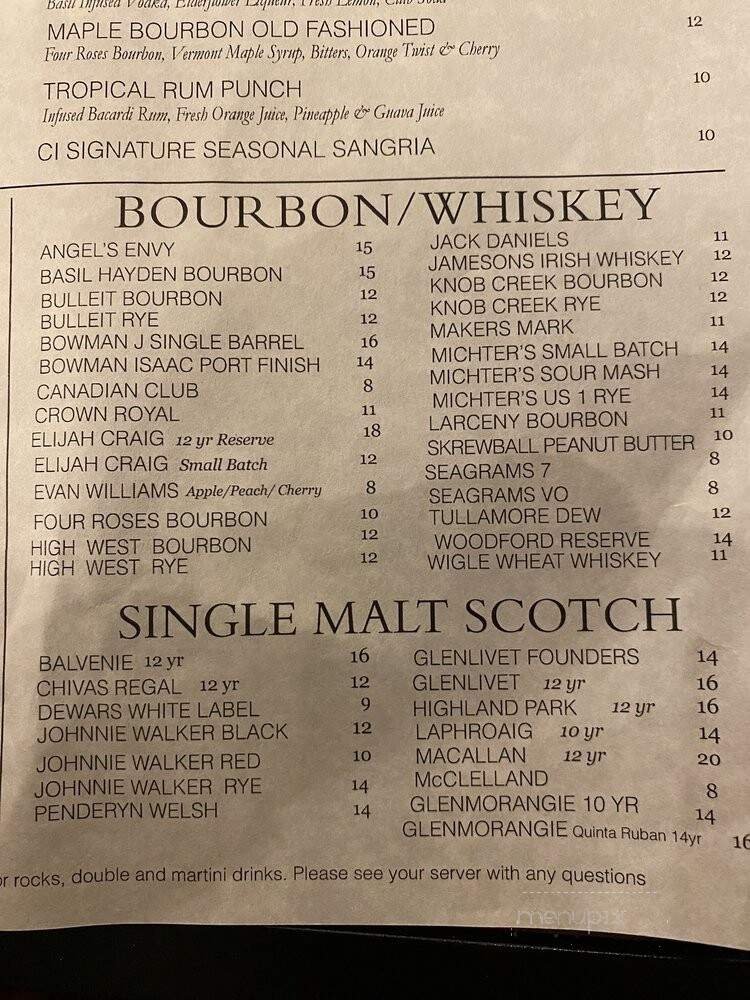 Basil Infused Vodka, Elderflower Liqueur, Fresh Lemon, Club Soda
MAPLE BOURBON OLD FASHIONED 12
Four Roses Bourbon, Vermont Maple Syrup, Bitters, Orange Twist & Cherry
TROPICAL RUM PUNCH 10
Infused Bacardi Rum, Fresh Orange Juice, Pineapple & Guava Juice
CI SIGNATURE SEASONAL SANGRIA 10
BOURBON/WHISKEY
ANGEL'S ENVY 15
BASIL HAYDEN BOURBON 15
BULLEIT BOURBON 12
BULLEIT RYE 12
BOWMAN J SINGLE BARREL 16
BOWMAN ISAAC PORT FINISH 14
CANADIAN CLUB 8
CROWN ROYAL 11
ELIJAH CRAIG 12 yr Reserve 18
ELIJAH CRAIG Small Batch 12
EVAN WILLIAMS Apple/Peach/Cherry 8
FOUR ROSES BOURBON 10
HIGH WEST BOURBON 12
HIGH WEST RYE 12
JACK DANIELS 11
JAMESONS IRISH WHISKEY 12
KNOB CREEK BOURBON 12
KNOB CREEK RYE 12
MAKERS MARK 11
MICHTER'S SMALL BATCH 14
MICHTER'S SOUR MASH 14
MICHTER'S US 1 RYE 14
LARCENY BOURBON 11
SKREWBALL PEANUT BUTTER 10
SEAGRAMS 7 8
SEAGRAMS VO 8
TULLAMORE DEW 12
WOODFORD RESERVE 14
WIGLE WHEAT WHISKEY 11
SINGLE MALT SCOTCH
BALVENIE 12 yr 16
CHIVAS REGAL 12 yr 12
DEWARS WHITE LABEL 9
JOHNNIE WALKER BLACK 12
JOHNNIE WALKER RED 10
JOHNNIE WALKER RYE 14
PENDERYN WELSH 14
GLENLIVET FOUNDERS 14
GLENLIVET 12 yr 16
HIGHLAND PARK 12 yr 16
LAPHROAIG 10 yr 14
MACALLAN 12 yr 20
McCLELLAND 8
GLENMORANGIE 10 YR 14
GLENMORANGIE Quinta Ruban 14yr 16
or rocks, double and martini drinks. Please see your server with any questions
menupix